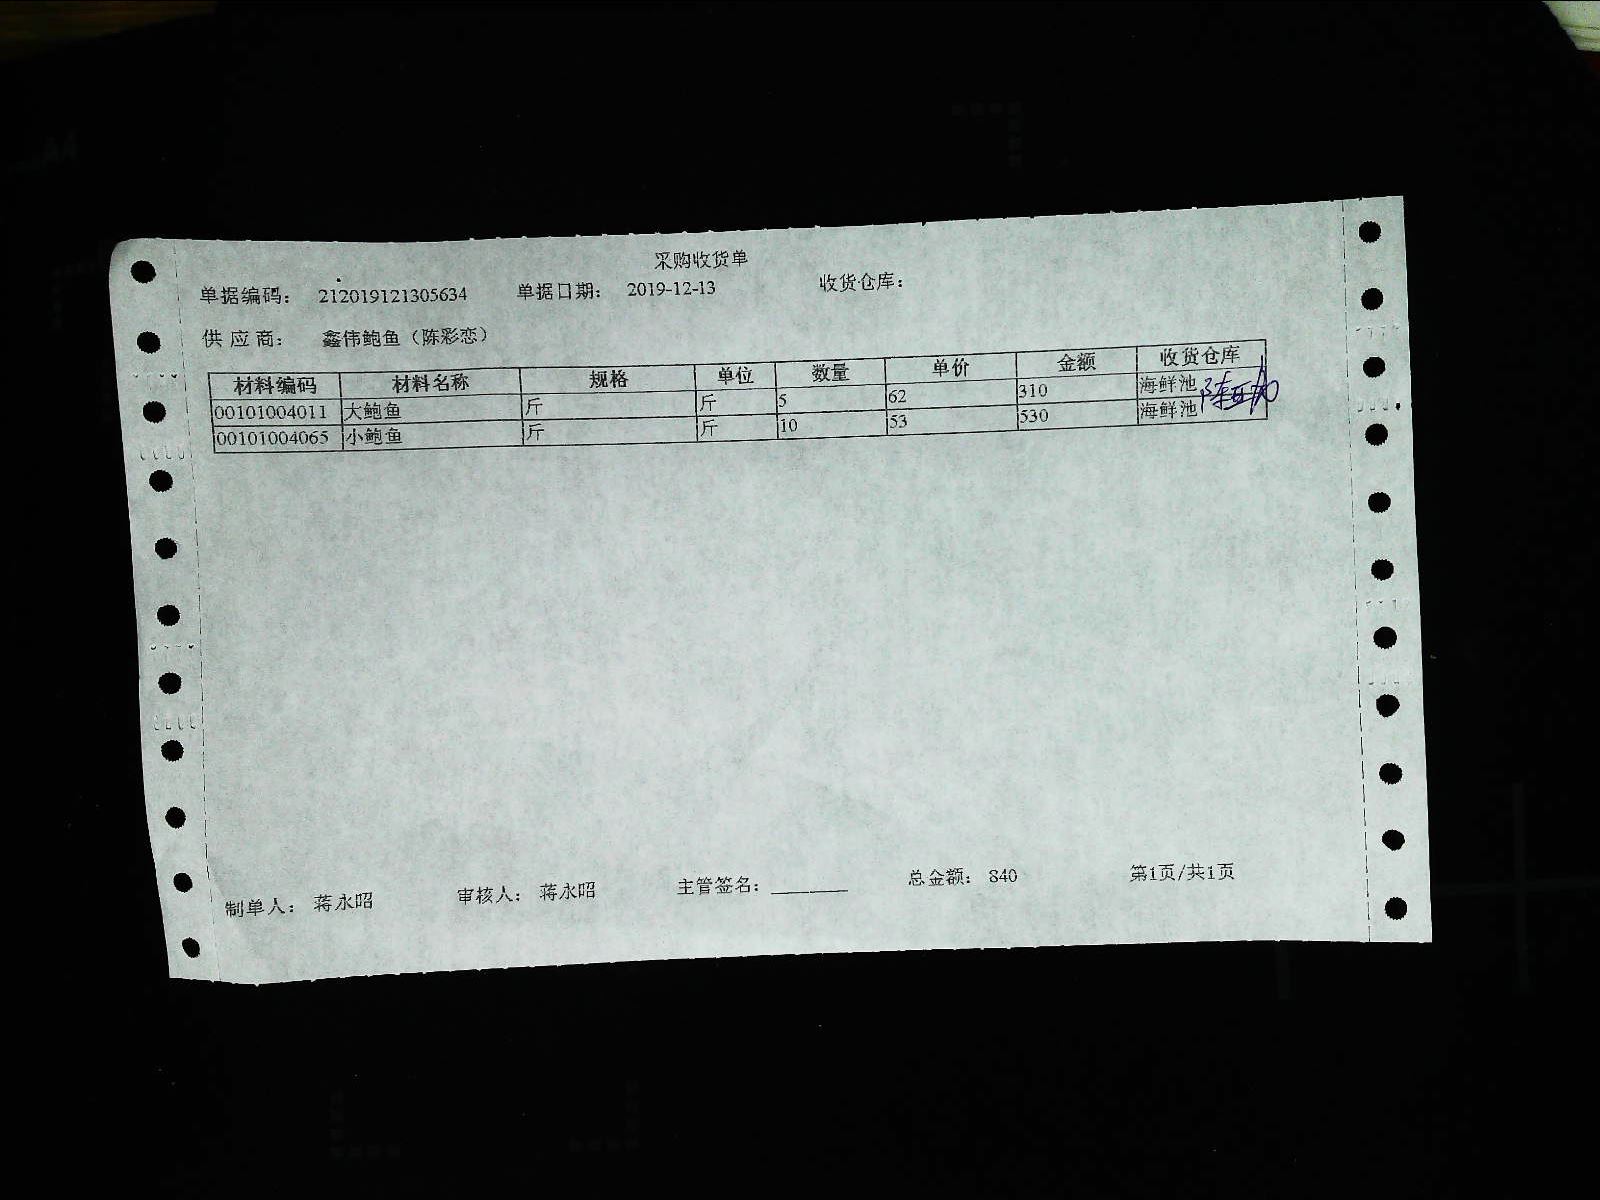 采购收货单
单据编码： 212019121305634 单据日期： 2019-12-13 收货仓库：
供应商： 鑫伟鲍鱼（陈彩恋）
材料编码 材料名称 规格 单位 数量 单价 金额 收货仓库
00101004011 大鲍鱼 斤 斤 5 62 310 海鲜池
00101004065 小鲍鱼 斤 斤 10 53 530 海鲜池
制单人： 蒋永昭 审核人： 蒋永昭 主管签名：________ 总金额： 840 第1页/共1页